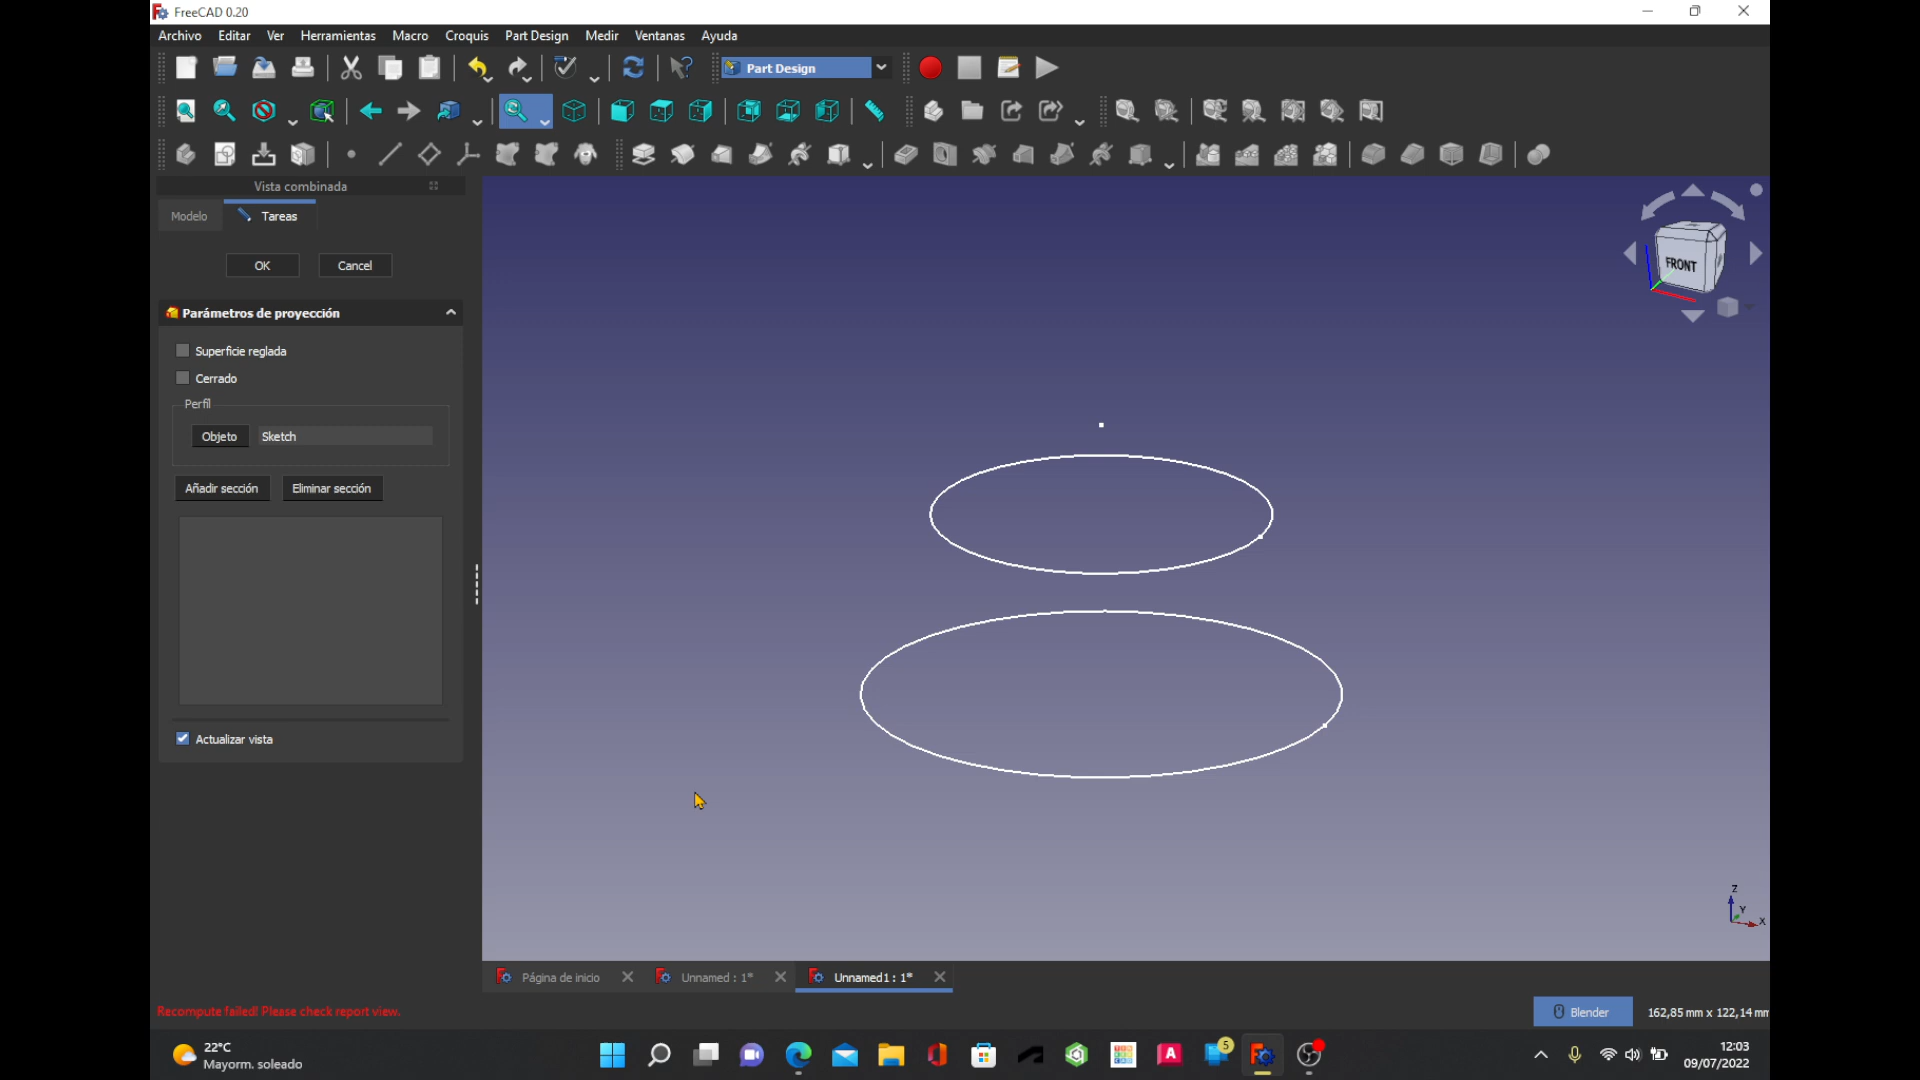 FreeCAD 0.20
Archivo Editar Ver Herramientas Macro Croquis Part Design Medir Ventanas Ayuda
Part Design
Vista combinada
Modelo Tareas
OK Cancel
Parámetros de proyección
Superficie reglada
Cerrado
Perfil
Objeto Sketch
Añadir sección Eliminar sección
Actualizar vista
FRONT
Z
Y
X
Página de inicio Unnamed : 1* Unnamed1 : 1*
Recompute failed! Please check report view.
Blender 162,85 mm x 122,14 mm
22°C
Mayorm. soleado
5
A
12:03
09/07/2022